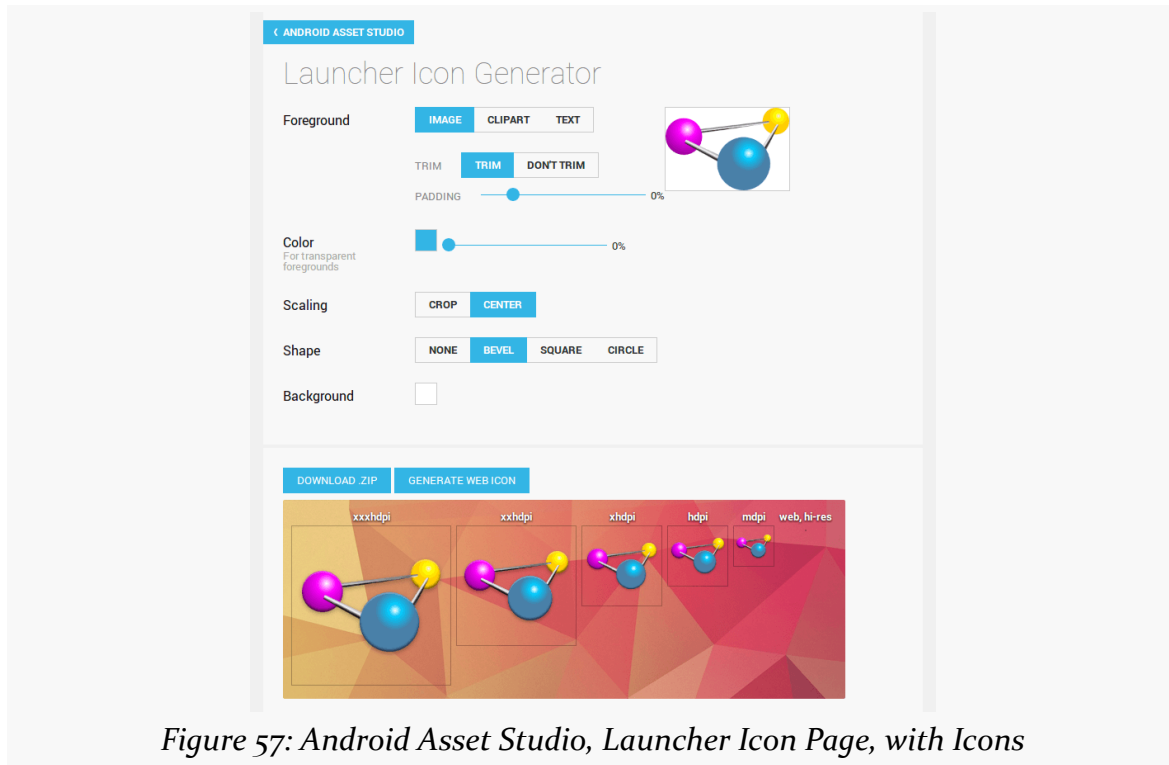 ‹ ANDROID ASSET STUDIO
Launcher Icon Generator
Foreground IMAGE CLIPART TEXT
TRIM TRIM DON'T TRIM
PADDING 0%
Color 0%
For transparent
foregrounds
Scaling CROP CENTER
Shape NONE BEVEL SQUARE CIRCLE
Background
DOWNLOAD .ZIP GENERATE WEB ICON
xxxhdpi xxhdpi xhdpi hdpi mdpi web, hi-res
Figure 57: Android Asset Studio, Launcher Icon Page, with Icons